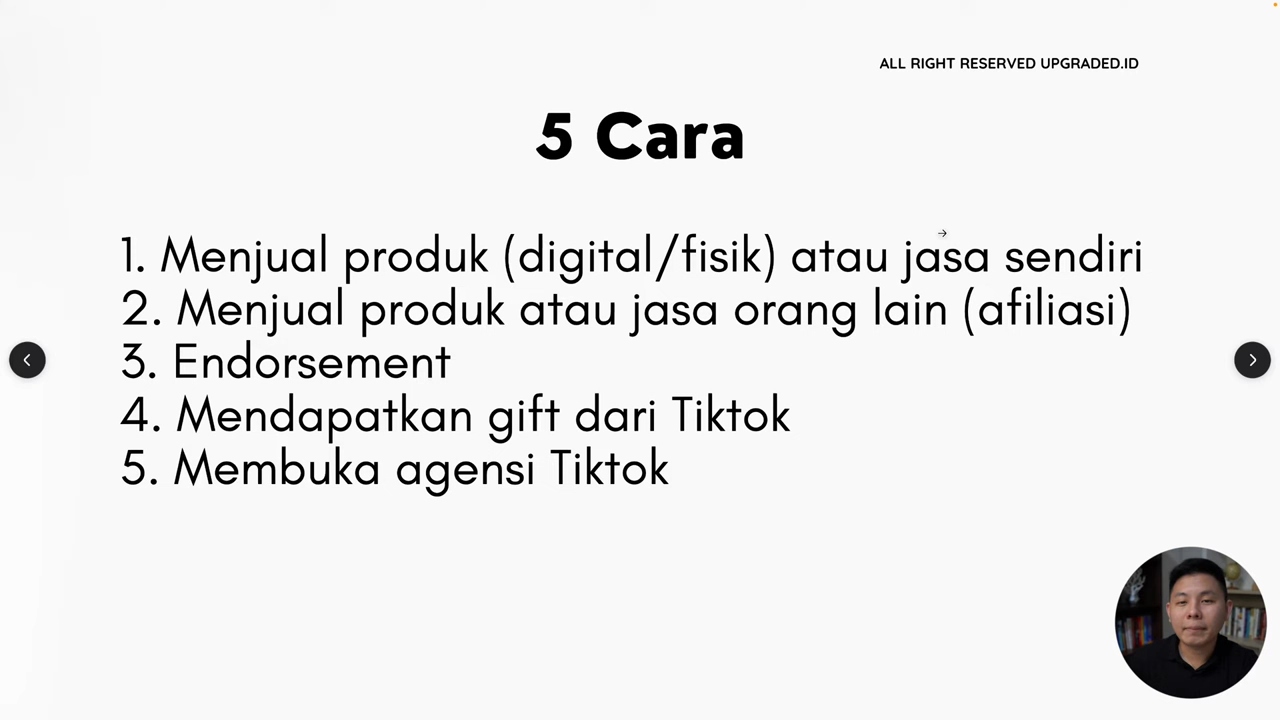 ALL RIGHT RESERVED UPGRADED.ID
5 Cara
1. Menjual produk (digital/fisik) atau jasa sendiri
2. Menjual produk atau jasa orang lain (afiliasi)
3. Endorsement
4. Mendapatkan gift dari Tiktok
5. Membuka agensi Tiktok